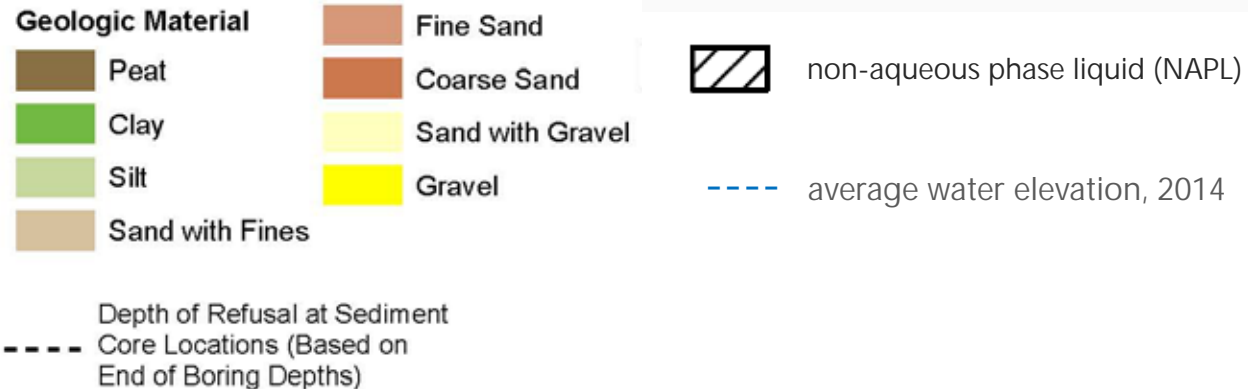 Geologic Material
Peat
Clay
Silt
Sand with Fines
Fine Sand
Coarse Sand
Sand with Gravel
Gravel
non-aqueous phase liquid (NAPL)
average water elevation, 2014
Depth of Refusal at Sediment
Core Locations (Based on
End of Boring Depths)